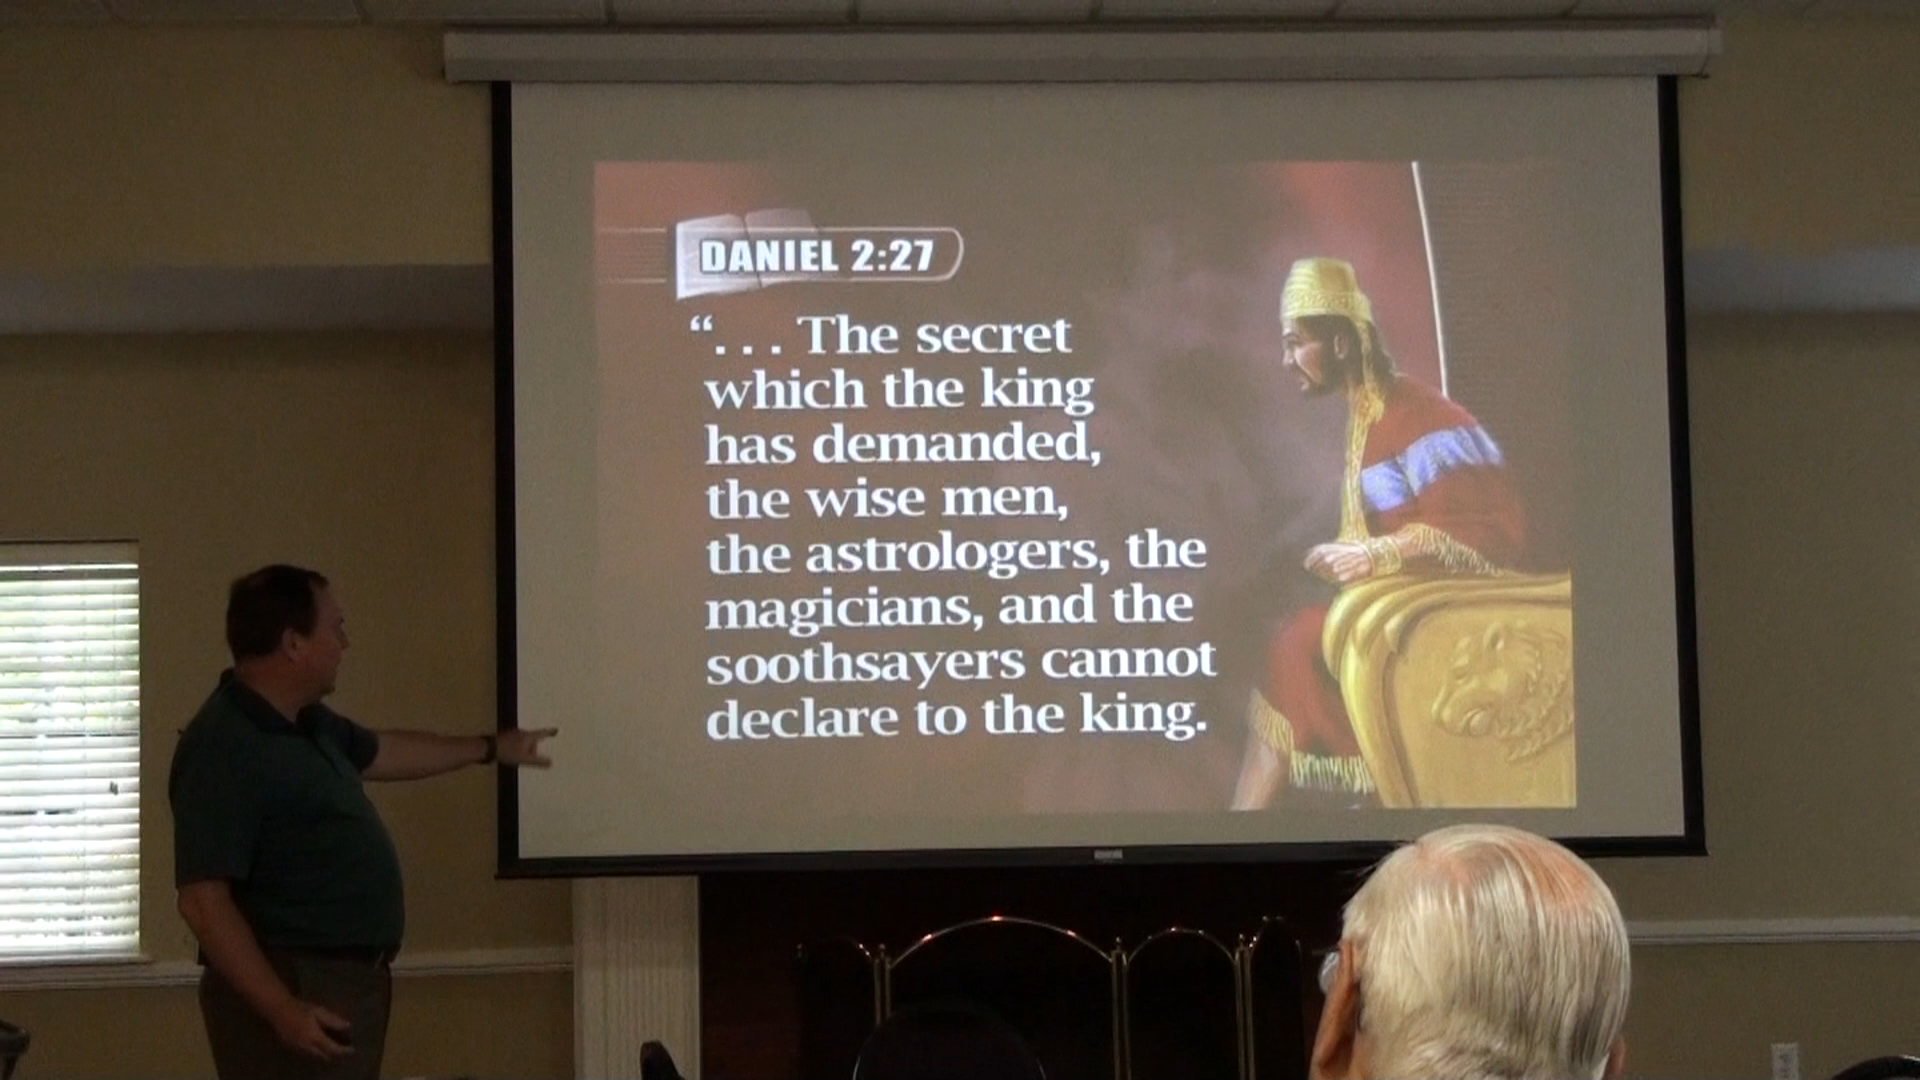 DANIEL 2:27
“. . . The secret
which the king
has demanded,
the wise men,
the astrologers, the
magicians, and the
soothsayers cannot
declare to the king.